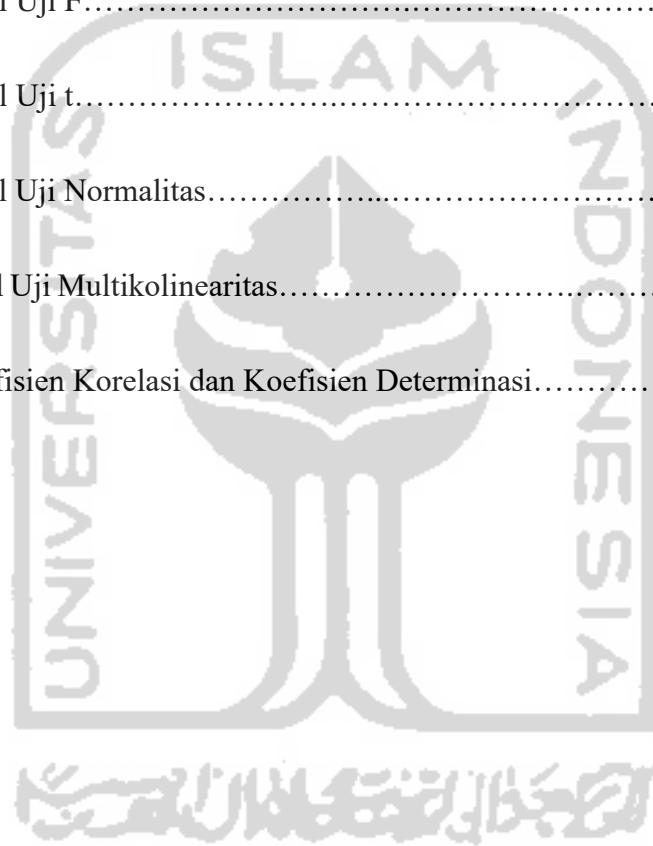 l Uji F……………………………………………………
l Uji t……………………………………………………
l Uji Normalitas……………...……………………
l Uji Multikolinearitas……………………………
fisien Korelasi dan Koefisien Determinasi…………
ISLAM
UNIVERSITAS
INDONESIA